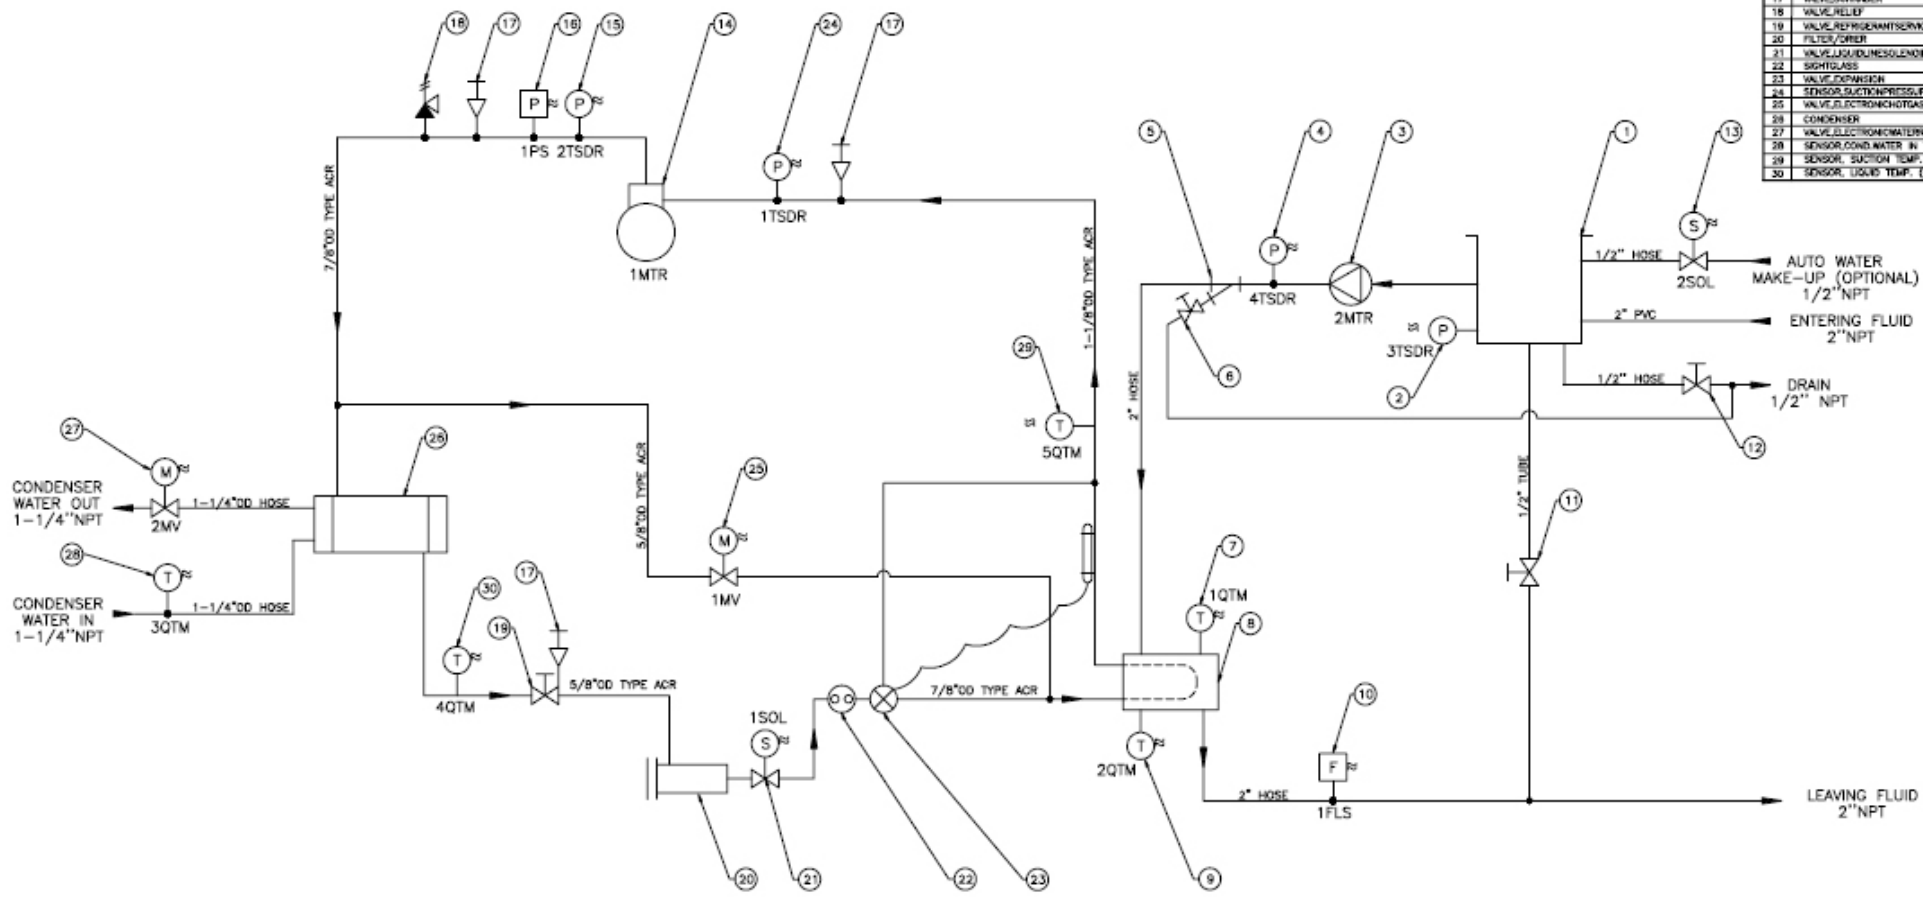 18
17
16
15
14
24
17
18 VALVE,RELIEF
19
20 FILTER/DRIER
21
22 SIGHTGLASS
23 VALVE,EXPANSION
24
25
26 CONDENSER
27
28 SENSOR,COND.WATER IN
29 SENSOR, SUCTION TEMP.
30 SENSOR, LIQUID TEMP.
P
P
1PS 2TSDR
P
1TSDR
1MTR
7/8"OD TYPE ACR
5
4
3
1
13
S
1/2" HOSE
2SOL
AUTO WATER
MAKE-UP (OPTIONAL)
1/2"NPT
P
4TSDR
2MTR
2" PVC
ENTERING FLUID
2"NPT
P
3TSDR
6
2
1/2" HOSE
DRAIN
1/2" NPT
12
1-1/8"OD TYPE ACR
2" HOSE
29
T
5QTM
27
M
26
CONDENSER
WATER OUT
1-1/4"NPT
1-1/4"OD HOSE
2MV
28
T
CONDENSER
WATER IN
1-1/4"NPT
1-1/4"OD HOSE
3QTM
5/8"OD TYPE ACR
25
M
1MV
1/2" TUBE
11
7
1QTM
T
8
30
T
4QTM
19
17
5/8"OD TYPE ACR
7/8"OD TYPE ACR
1SOL
S
T
2QTM
10
F
2" HOSE
1FLS
LEAVING FLUID
2"NPT
20
21
22
23
9